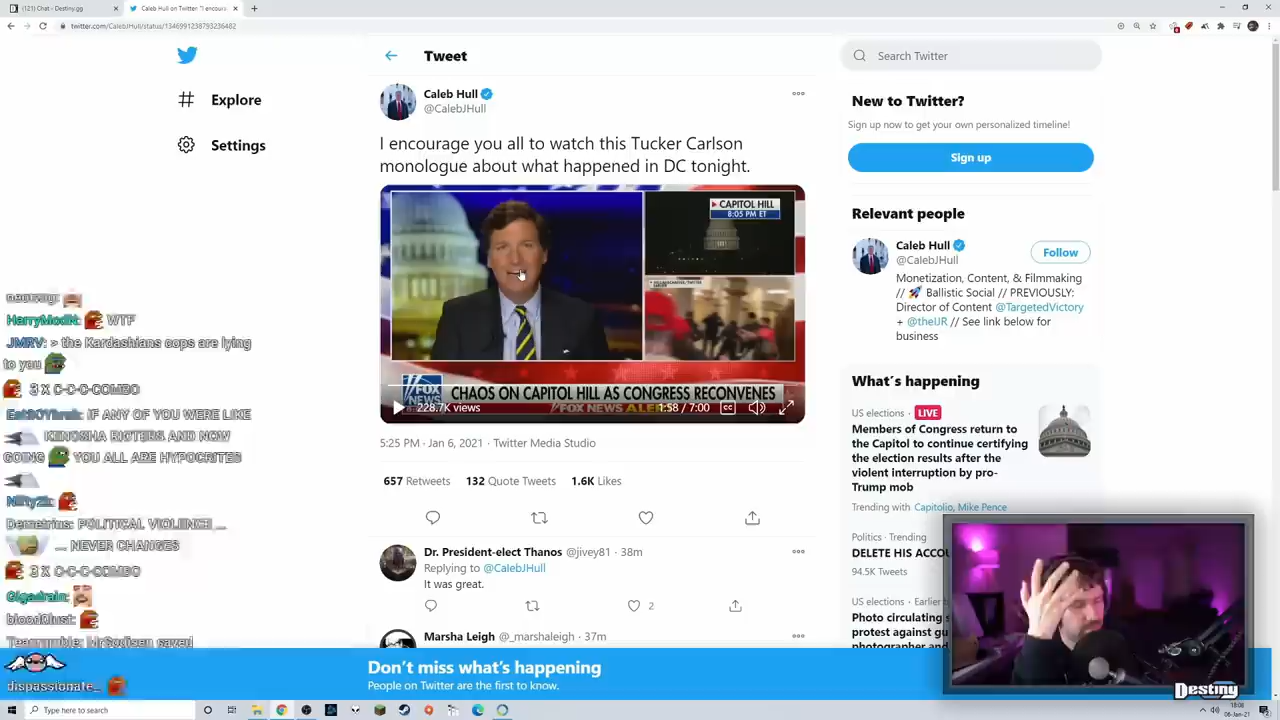 (121) Chat - Destiny.gg
Caleb Hull on Twitter: "I encoura
twitter.com/CalebJHull/status/1346991238793236482
Explore
Settings
Tweet
Caleb Hull
@CalebJHull
I encourage you all to watch this Tucker Carlson
monologue about what happened in DC tonight.
CAPITOL HILL
8:05 PM ET
FOX
NEWS
CHAOS ON CAPITOL HILL AS CONGRESS RECONVENES
FOX NEWS ALERT
228.7K views
1:58 / 7:00
5:25 PM · Jan 6, 2021 · Twitter Media Studio
657 Retweets 132 Quote Tweets 1.6K Likes
Dr. President-elect Thanos @jivey81 · 38m
Replying to @CalebJHull
It was great.
2
Marsha Leigh @_marshaleigh · 37m
Search Twitter
New to Twitter?
Sign up now to get your own personalized timeline!
Sign up
Relevant people
Caleb Hull
@CalebJHull
Follow
Monetization, Content, & Filmmaking
// 🚀 Ballistic Social // PREVIOUSLY:
Director of Content @TargetedVictory
+ @theIJR // See link below for
business
What's happening
US elections · LIVE
Members of Congress return to
the Capitol to continue certifying
the election results after the
violent interruption by pro-
Trump mob
Trending with Capitolio, Mike Pence
Politics · Trending
DELETE HIS ACCOU
94.5K Tweets
US elections · Earlier t
Photo circulating s
protest against gu
photographer and
HarryModN: WTF
JMRV: > the Kardashians cops are lying
to you
3 X C-C-C-COMBO
IF ANY OF YOU WERE LIKE
KENOSHA RIOTERS AND NOW
GOING YOU ALL ARE HYPOCRITES
Demetrius: POLITICAL VIOLENCE ...
... NEVER CHANGES
3 X C-C-C-COMBO
Gigatrain:
bloodlust:
saved
dispassionate_
Don't miss what's happening
People on Twitter are the first to know.
Destiny
Type here to search
18:08
06-Jan-21